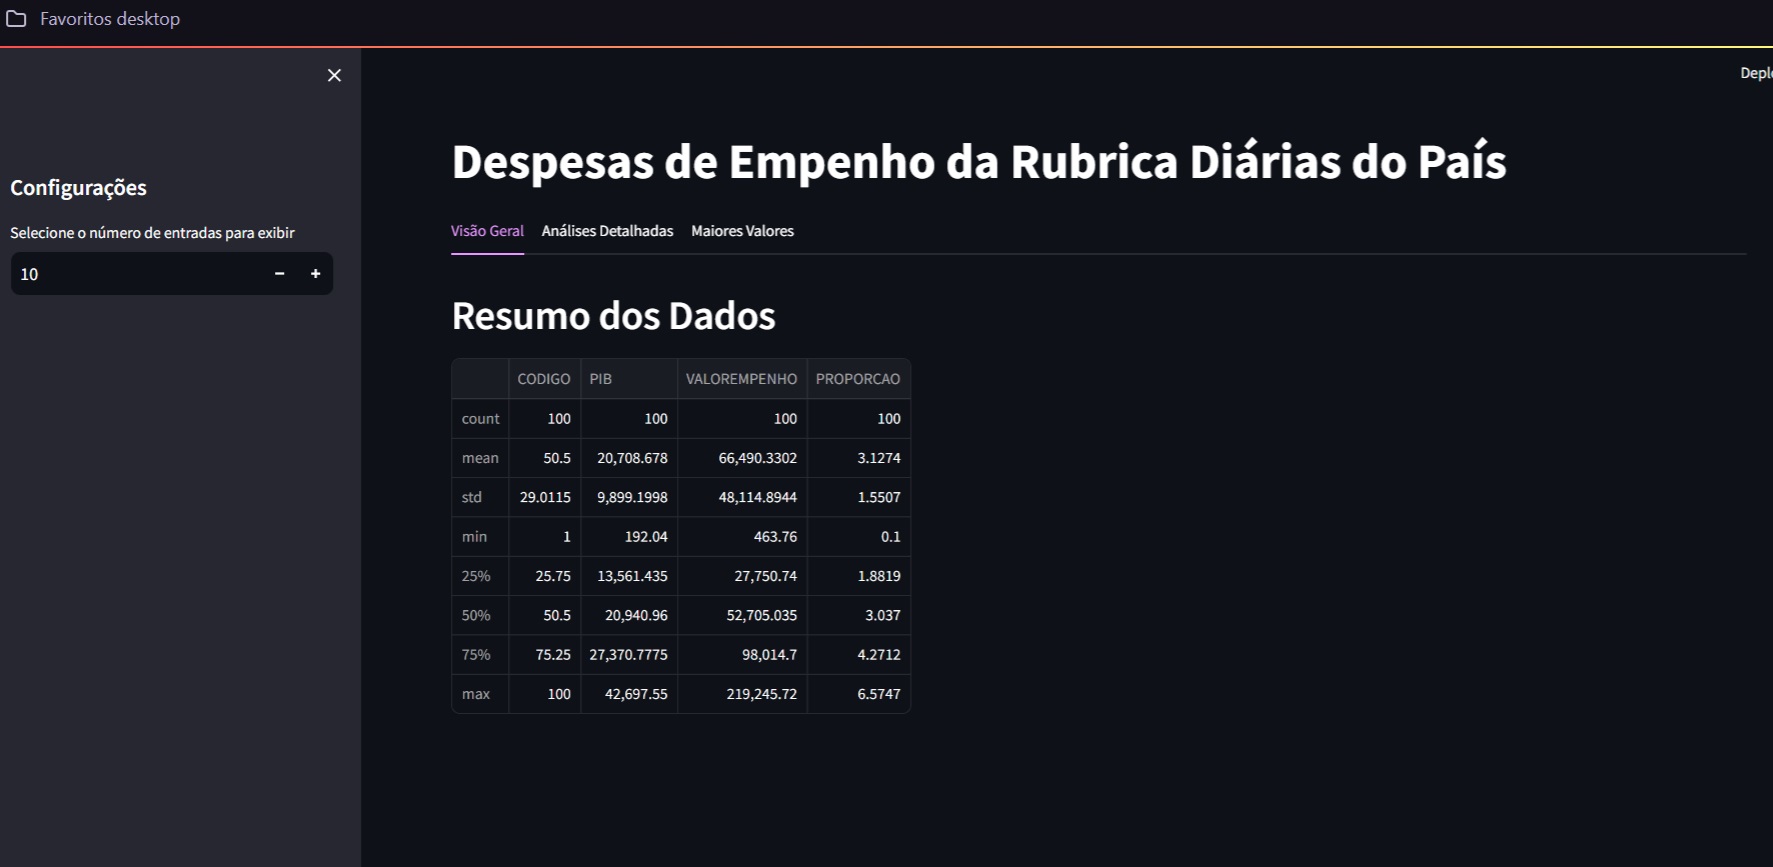 Favoritos desktop
Configurações
Selecione o número de entradas para exibir
10 − +
Despesas de Empenho da Rubrica Diárias do País
Visão Geral Análises Detalhadas Maiores Valores
Resumo dos Dados
CODIGO PIB VALOREMPENHO PROPORCAO
count 100 100 100 100
mean 50.5 20,708.678 66,490.3302 3.1274
std 29.0115 9,899.1998 48,114.8944 1.5507
min 1 192.04 463.76 0.1
25% 25.75 13,561.435 27,750.74 1.8819
50% 50.5 20,940.96 52,705.035 3.037
75% 75.25 27,370.7775 98,014.7 4.2712
max 100 42,697.55 219,245.72 6.5747